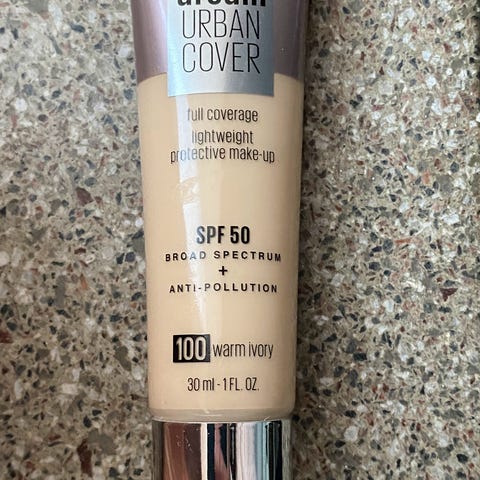 dream
URBAN
COVER
full coverage
lightweight
protective make-up
SPF 50
BROAD SPECTRUM
+
ANTI-POLLUTION
100 warm ivory
30 ml - 1 FL. OZ.